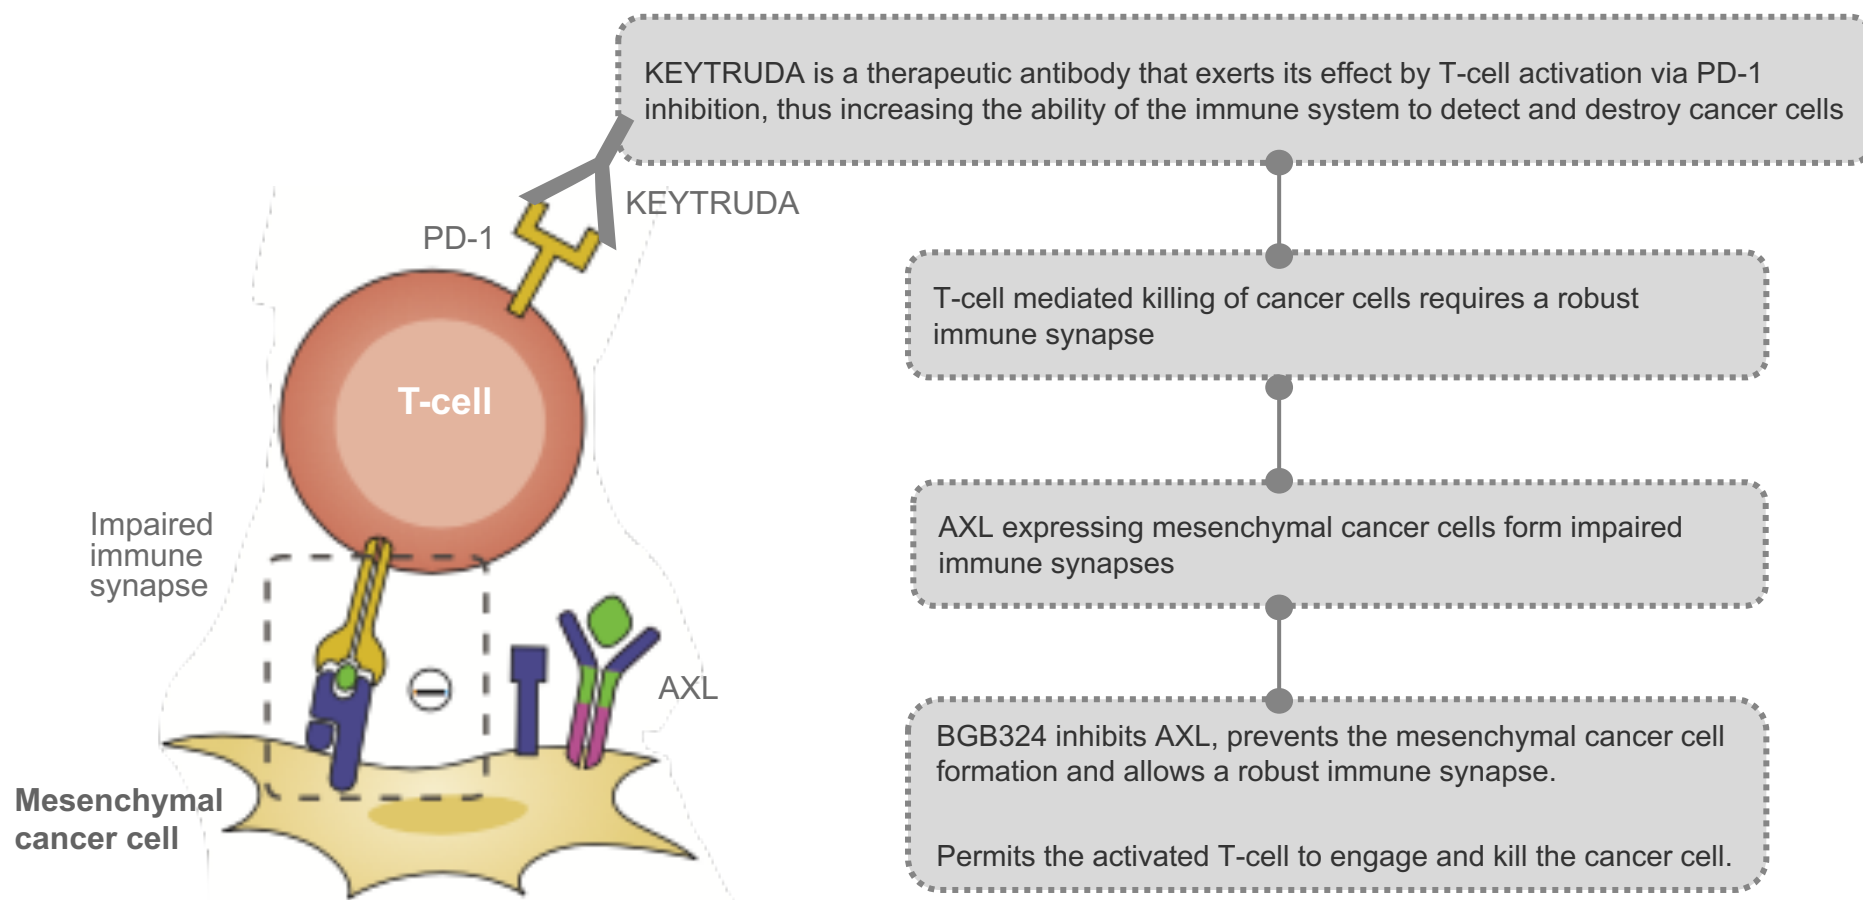 KEYTRUDA is a therapeutic antibody that exerts its effect by T-cell activation via PD-1
inhibition, thus increasing the ability of the immune system to detect and destroy cancer cells
KEYTRUDA
PD-1
T-cell mediated killing of cancer cells requires a robust
immune synapse
T-cell
Impaired
immune
synapse
AXL expressing mesenchymal cancer cells form impaired
immune synapses
AXL
BGB324 inhibits AXL, prevents the mesenchymal cancer cell
formation and allows a robust immune synapse.
Permits the activated T-cell to engage and kill the cancer cell.
Mesenchymal
cancer cell